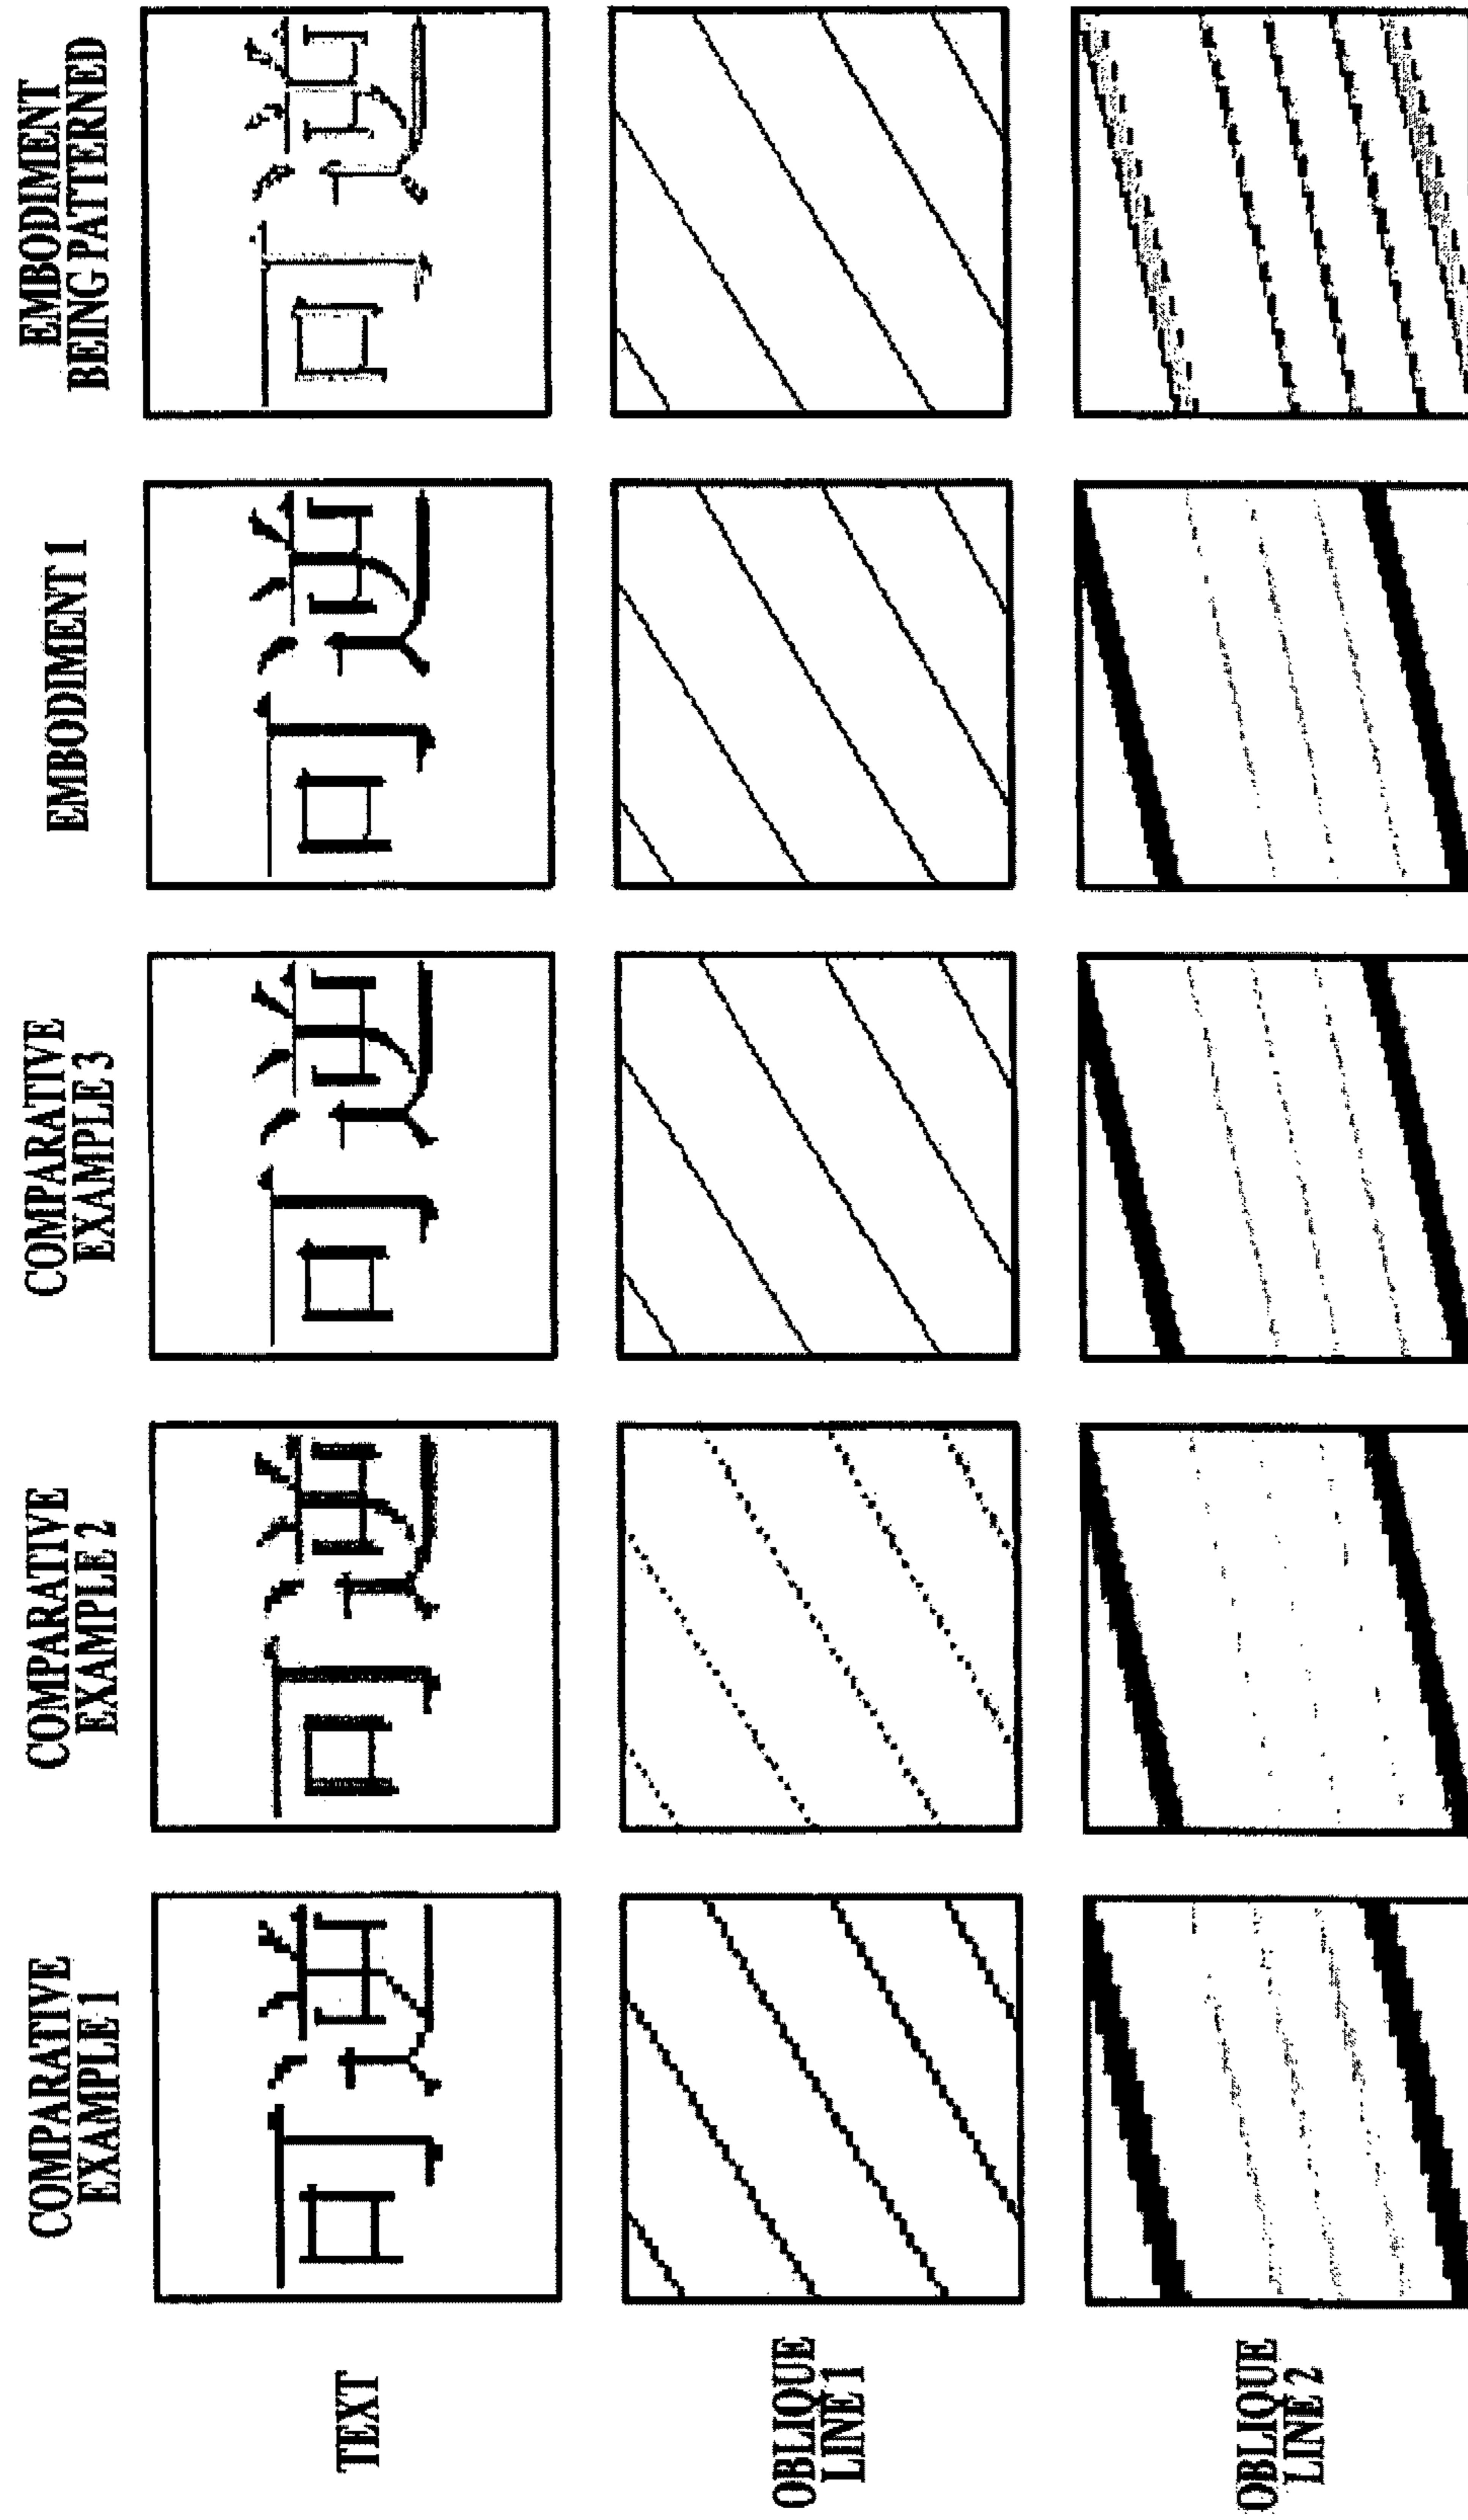 COMPARATIVE
EXAMPLE 1
COMPARATIVE
EXAMPLE 2
COMPARATIVE
EXAMPLE 3
EMBODIMENT 1
EMBODIMENT
BEING PATTERNED
TEXT
可逆
可逆
可逆
可逆
可逆
OBLIQUE
LINE 1
OBLIQUE
LINE 2